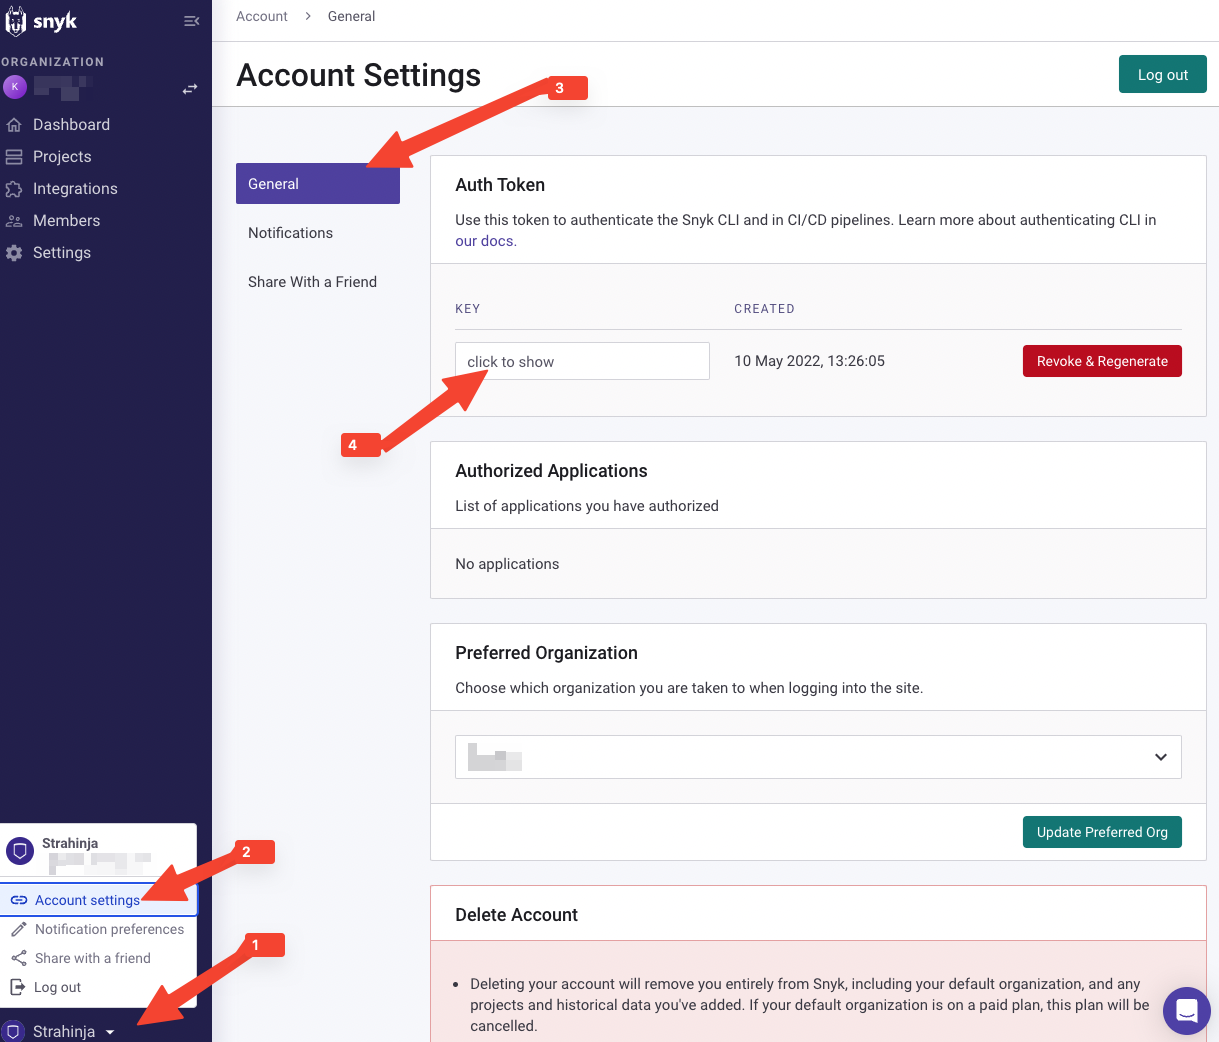 snyk
ORGANIZATION
K
Dashboard
Projects
Integrations
Members
Settings
Strahinja
Account settings
Notification preferences
Share with a friend
Log out
Strahinja
Account > General
Account Settings
Log out
General
Notifications
Share With a Friend
Auth Token
Use this token to authenticate the Snyk CLI and in CI/CD pipelines. Learn more about authenticating CLI in
our docs.
KEY CREATED
click to show 10 May 2022, 13:26:05 Revoke & Regenerate
Authorized Applications
List of applications you have authorized
No applications
Preferred Organization
Choose which organization you are taken to when logging into the site.
Update Preferred Org
Delete Account
• Deleting your account will remove you entirely from Snyk, including your default organization, and any
projects and historical data you've added. If your default organization is on a paid plan, this plan will be
cancelled.
3
4
2
1